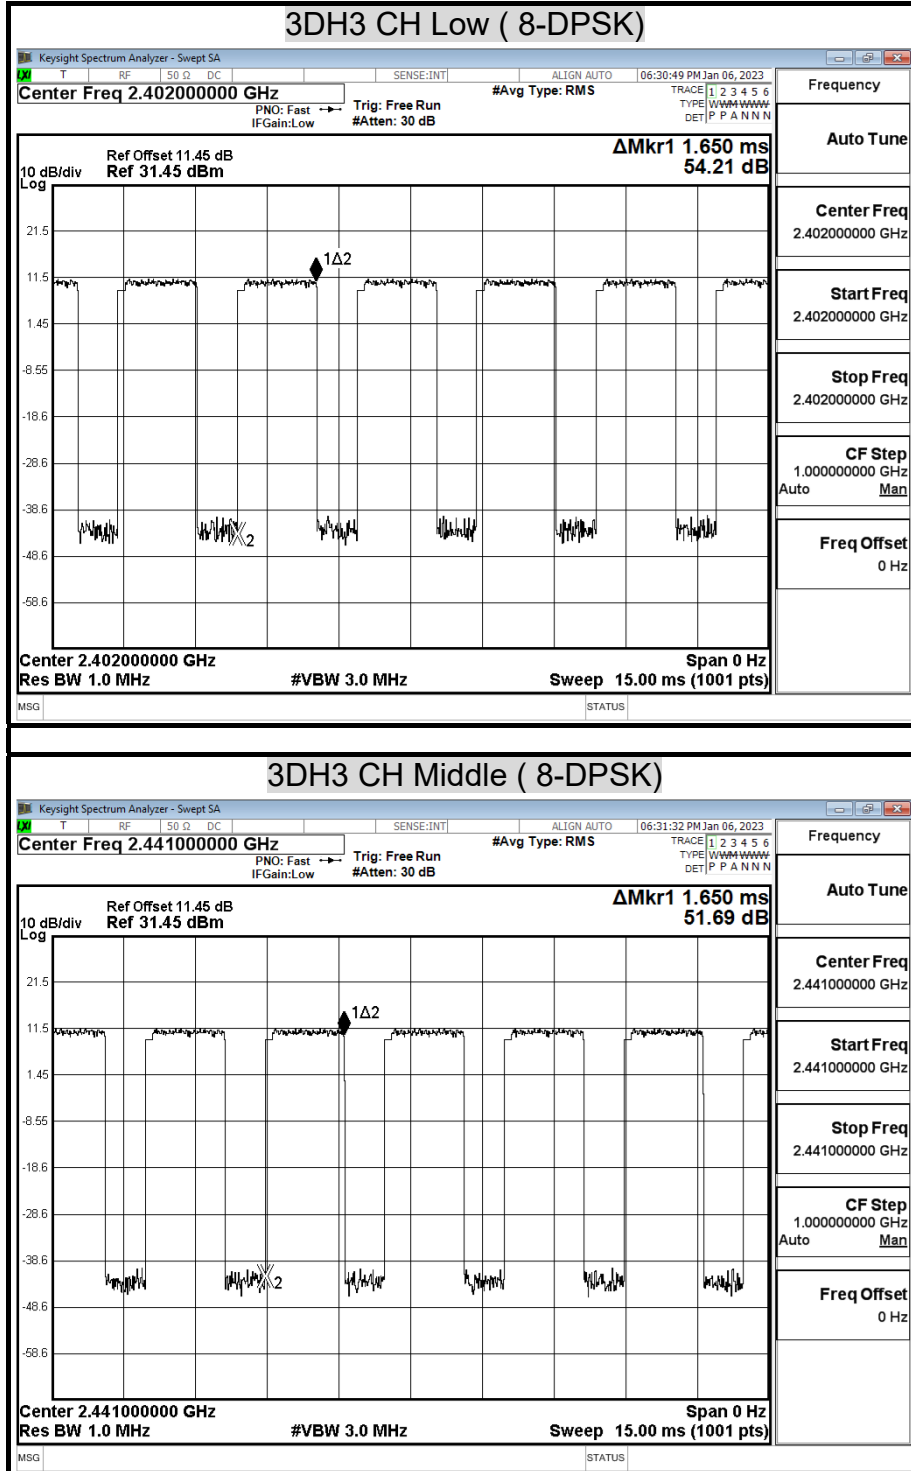 3DH3 CH Low ( 8-DPSK)
Keysight Spectrum Analyzer - Swept SA
LXI T RF 50 Ω DC SENSE:INT ALIGN AUTO 06:30:49 PM Jan 06, 2023
Center Freq 2.402000000 GHz #Avg Type: RMS TRACE 1 2 3 4 5 6
PNO: Fast Trig: Free Run TYPE WWMWWWW
IFGain:Low #Atten: 30 dB DET P P A N N N
Frequency
Auto Tune
ΔMkr1 1.650 ms
Ref Offset 11.45 dB
10 dB/div Ref 31.45 dBm 54.21 dB
Log
Center Freq
2.402000000 GHz
21.5
1Δ2
11.5
Start Freq
2.402000000 GHz
1.45
-8.55
Stop Freq
2.402000000 GHz
-18.6
-28.6
CF Step
1.000000000 GHz
Auto Man
-38.6
2
-48.6
Freq Offset
0 Hz
-58.6
Center 2.402000000 GHz Span 0 Hz
Res BW 1.0 MHz #VBW 3.0 MHz Sweep 15.00 ms (1001 pts)
MSG STATUS
3DH3 CH Middle ( 8-DPSK)
Keysight Spectrum Analyzer - Swept SA
LXI T RF 50 Ω DC SENSE:INT ALIGN AUTO 06:31:32 PM Jan 06, 2023
Center Freq 2.441000000 GHz #Avg Type: RMS TRACE 1 2 3 4 5 6
PNO: Fast Trig: Free Run TYPE WWMWWWW
IFGain:Low #Atten: 30 dB DET P P A N N N
Frequency
Auto Tune
ΔMkr1 1.650 ms
Ref Offset 11.45 dB
10 dB/div Ref 31.45 dBm 51.69 dB
Log
Center Freq
2.441000000 GHz
21.5
1Δ2
11.5
Start Freq
2.441000000 GHz
1.45
-8.55
Stop Freq
2.441000000 GHz
-18.6
-28.6
CF Step
1.000000000 GHz
Auto Man
-38.6
2
-48.6
Freq Offset
0 Hz
-58.6
Center 2.441000000 GHz Span 0 Hz
Res BW 1.0 MHz #VBW 3.0 MHz Sweep 15.00 ms (1001 pts)
MSG STATUS